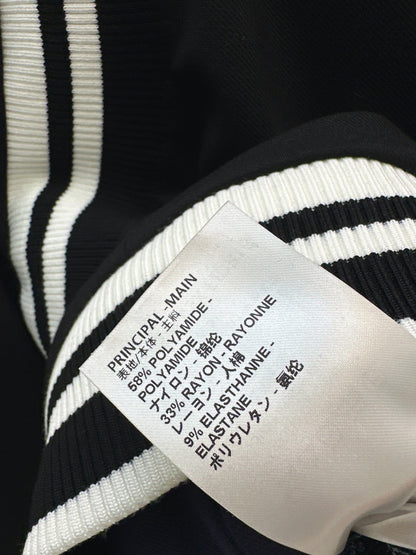 PRINCIPAL -MAIN
表地/本体 - 主料
58% POLYAMIDE -
POLYAMIDE -
ナイロン - 锦纶
33% RAYON - RAYONNE
レーヨン - 人棉
9% ELASTHANNE -
ELASTANE -
ポリウレタン - 氨纶